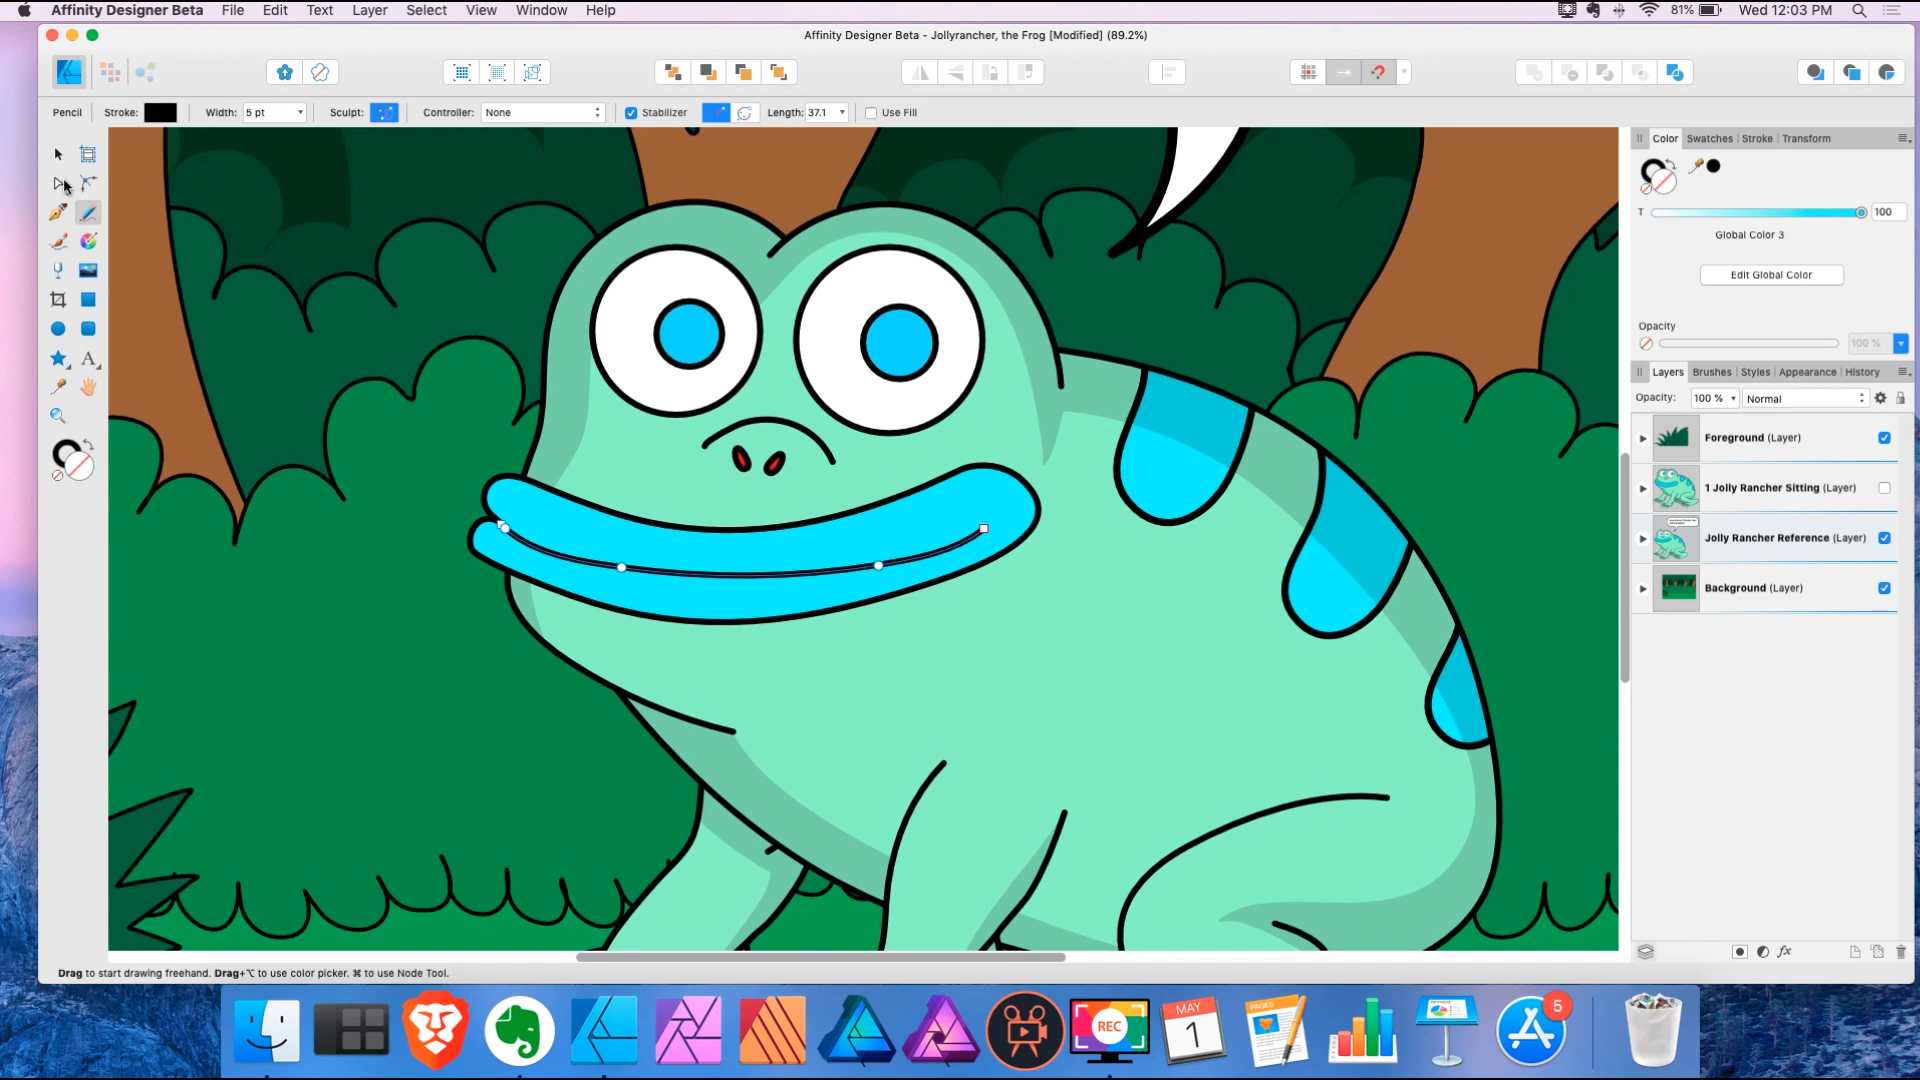 Affinity Designer Beta File Edit Text Layer Select View Window Help 81% Wed 12:03 PM
Affinity Designer Beta - Jollyrancher, the Frog [Modified] (89.2%)
Pencil Stroke: Width: 5 pt Sculpt: Controller: None Stabilizer Length: 37.1 Use Fill
Color Swatches Stroke Transform
T 100
Global Color 3
Edit Global Color
Opacity
100 %
Layers Brushes Styles Appearance History
Opacity: 100 % Normal
Foreground (Layer)
1 Jolly Rancher Sitting (Layer)
Jolly Rancher Reference (Layer)
Background (Layer)
A
fx
Drag to start drawing freehand. Drag+⌥ to use color picker. ⌘ to use Node Tool.
REC
MAY
1
PAGES
5